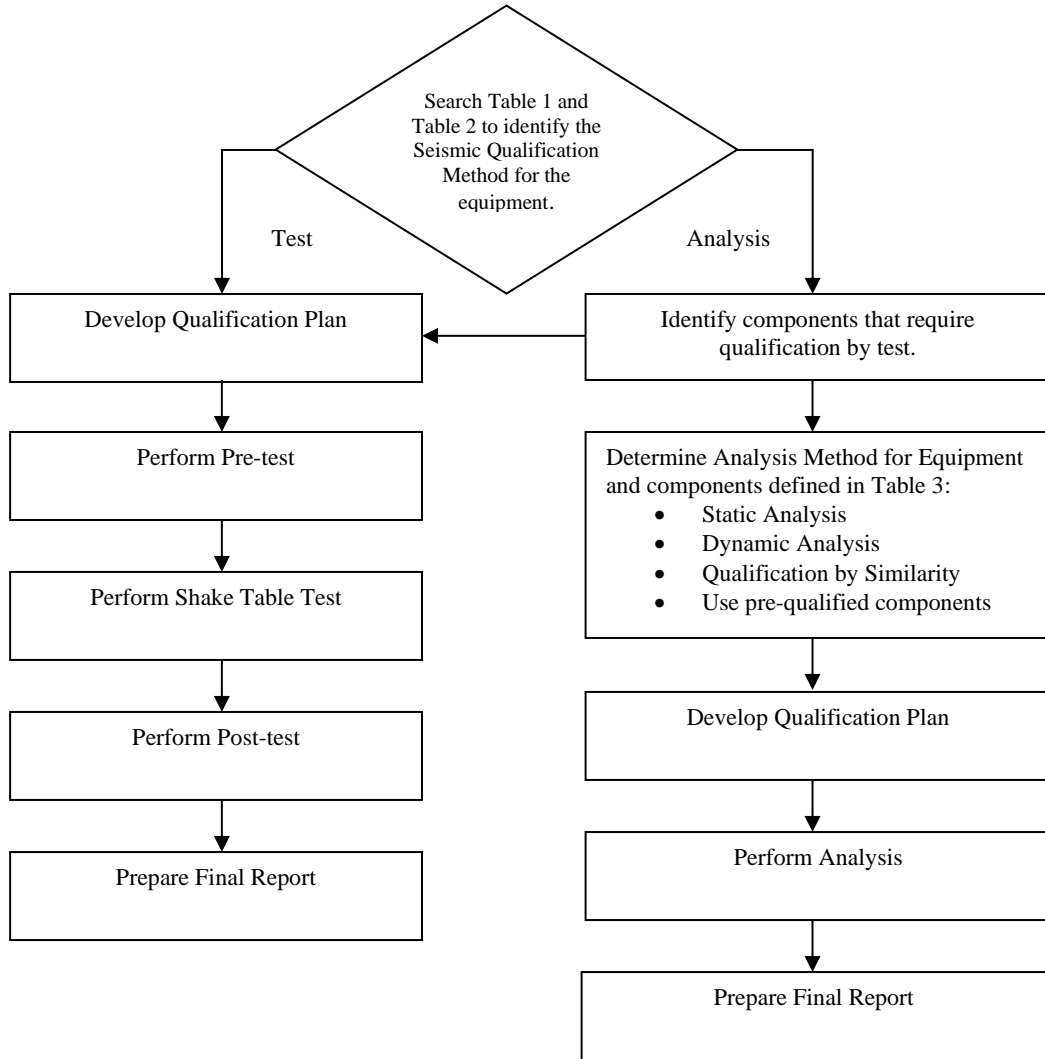 Search Table 1 and
Table 2 to identify the
Seismic Qualification
Method for the
equipment.
Test
Analysis
Develop Qualification Plan
Identify components that require
qualification by test.
Perform Pre-test
Determine Analysis Method for Equipment
and components defined in Table 3:
• Static Analysis
• Dynamic Analysis
• Qualification by Similarity
• Use pre-qualified components
Perform Shake Table Test
Develop Qualification Plan
Perform Post-test
Perform Analysis
Prepare Final Report
Prepare Final Report